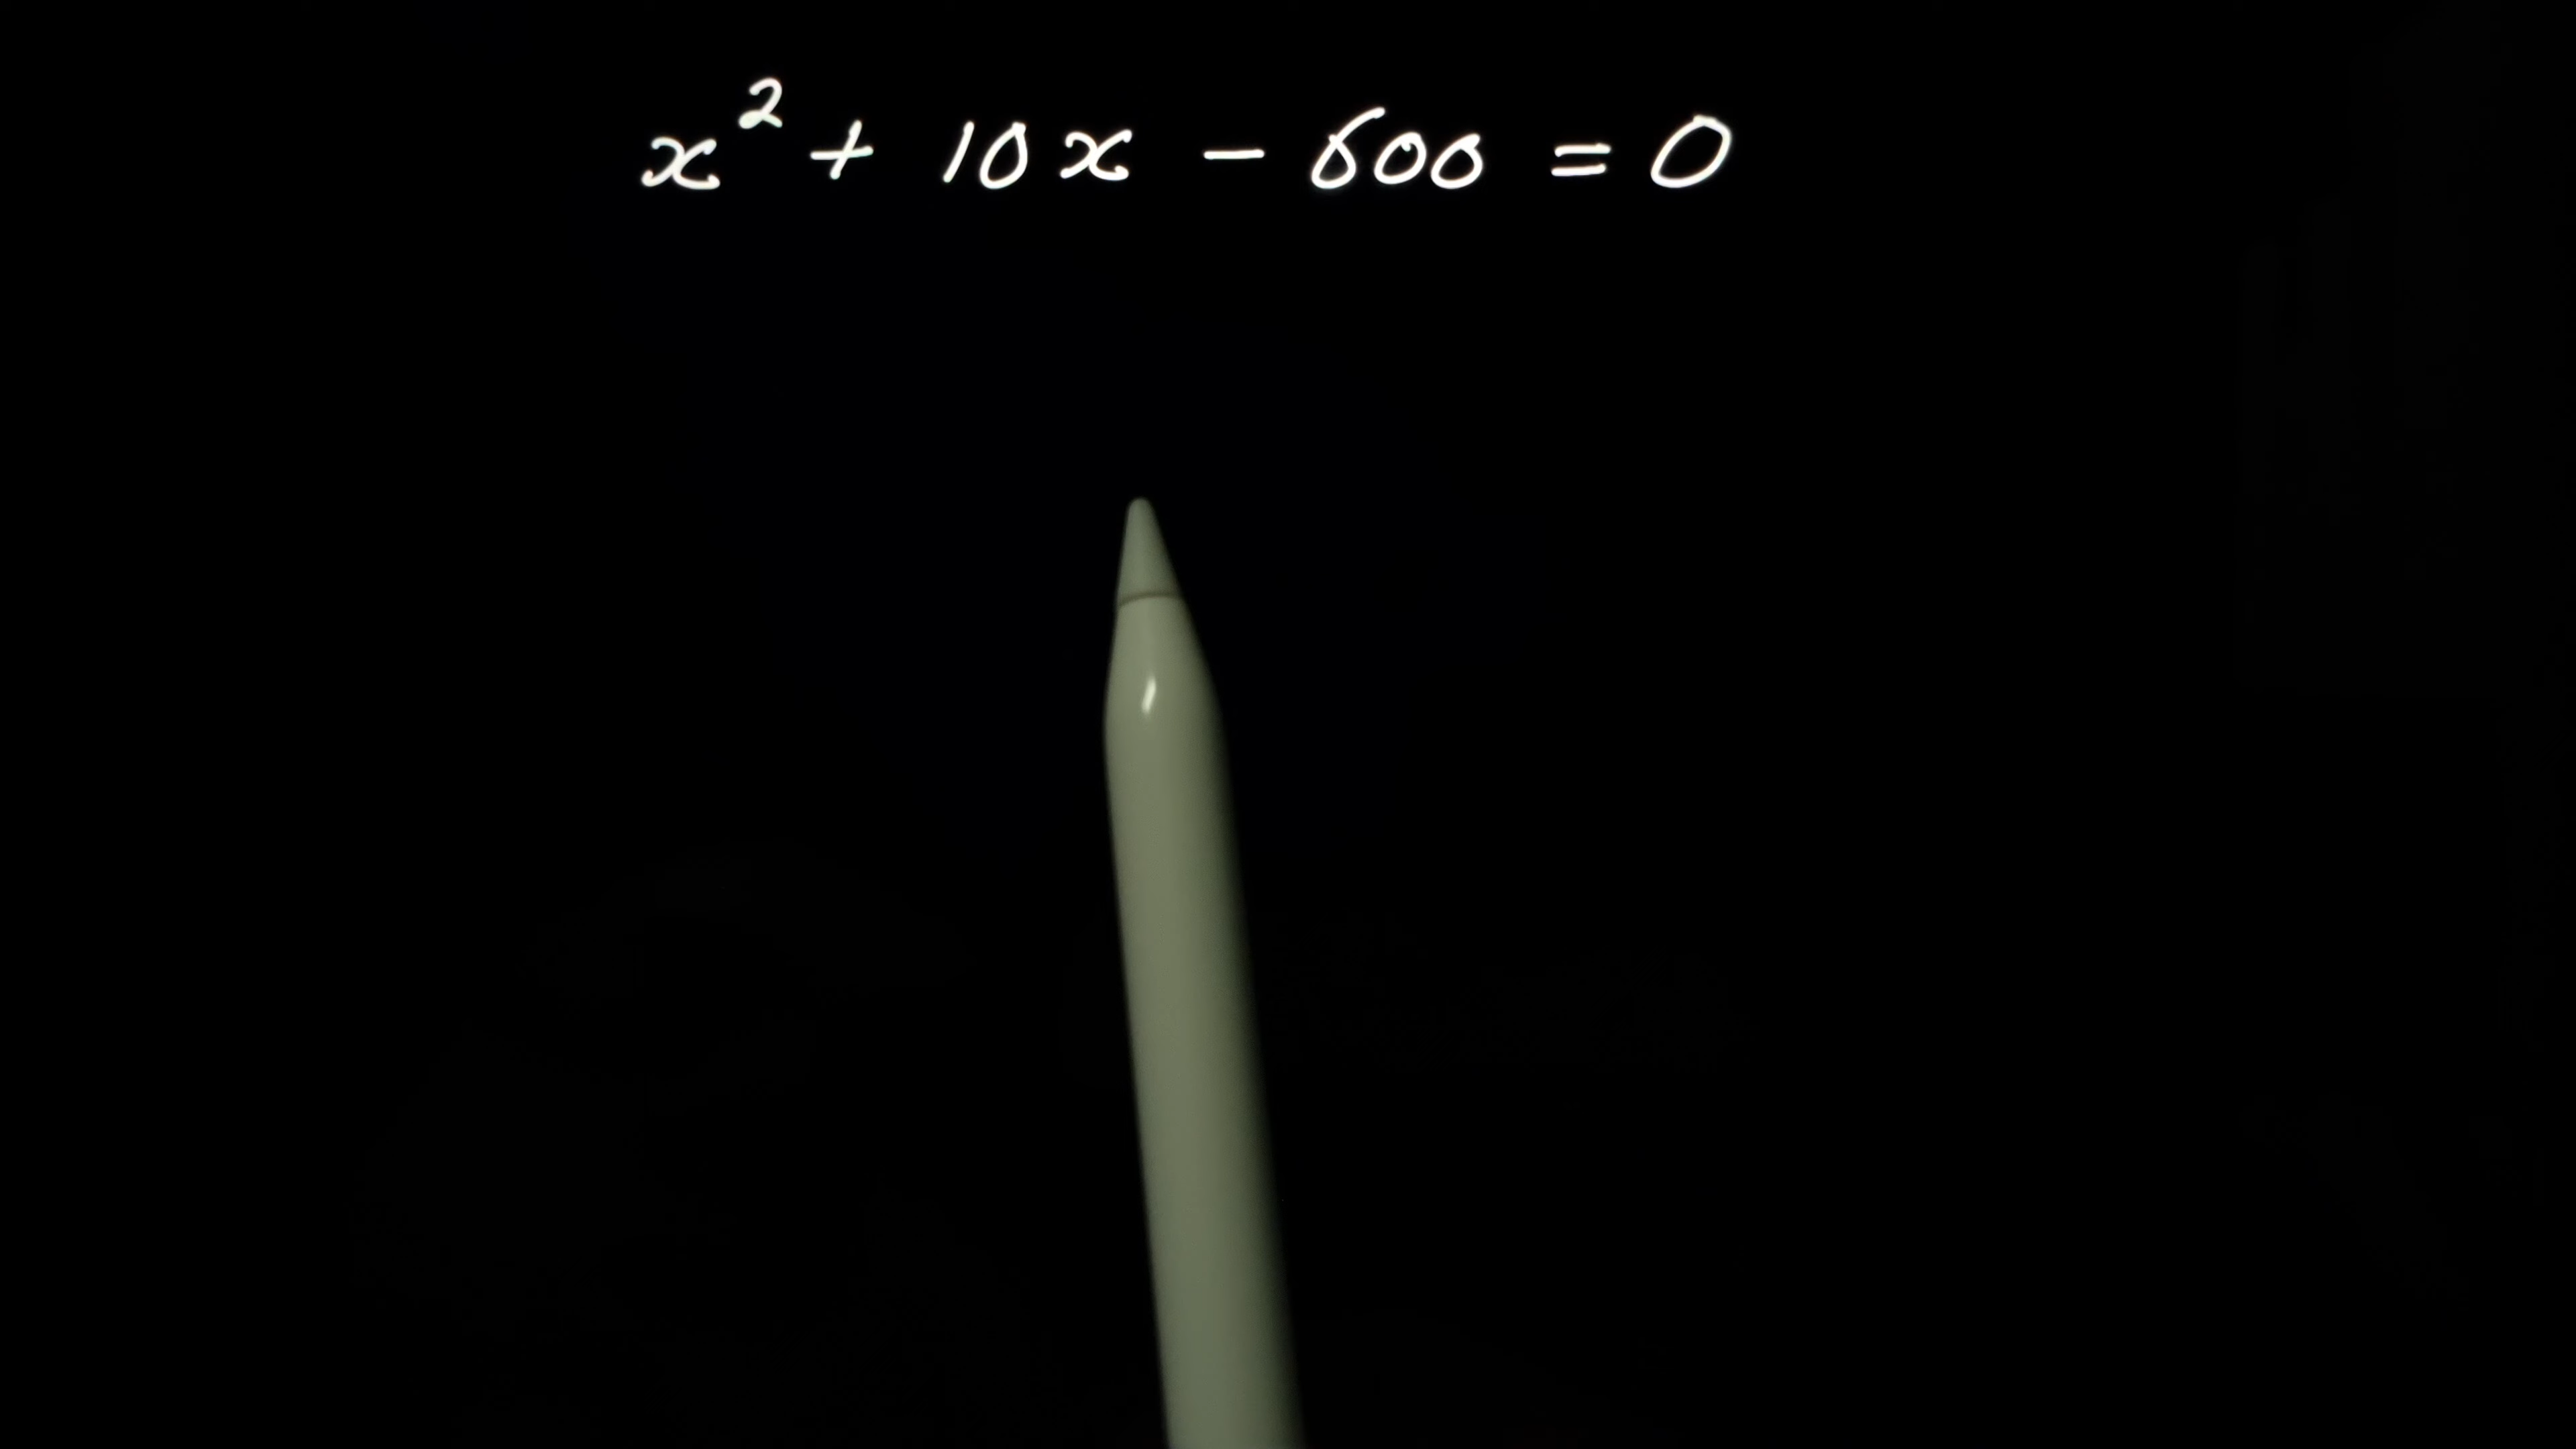 x² + 10x - 600 = 0